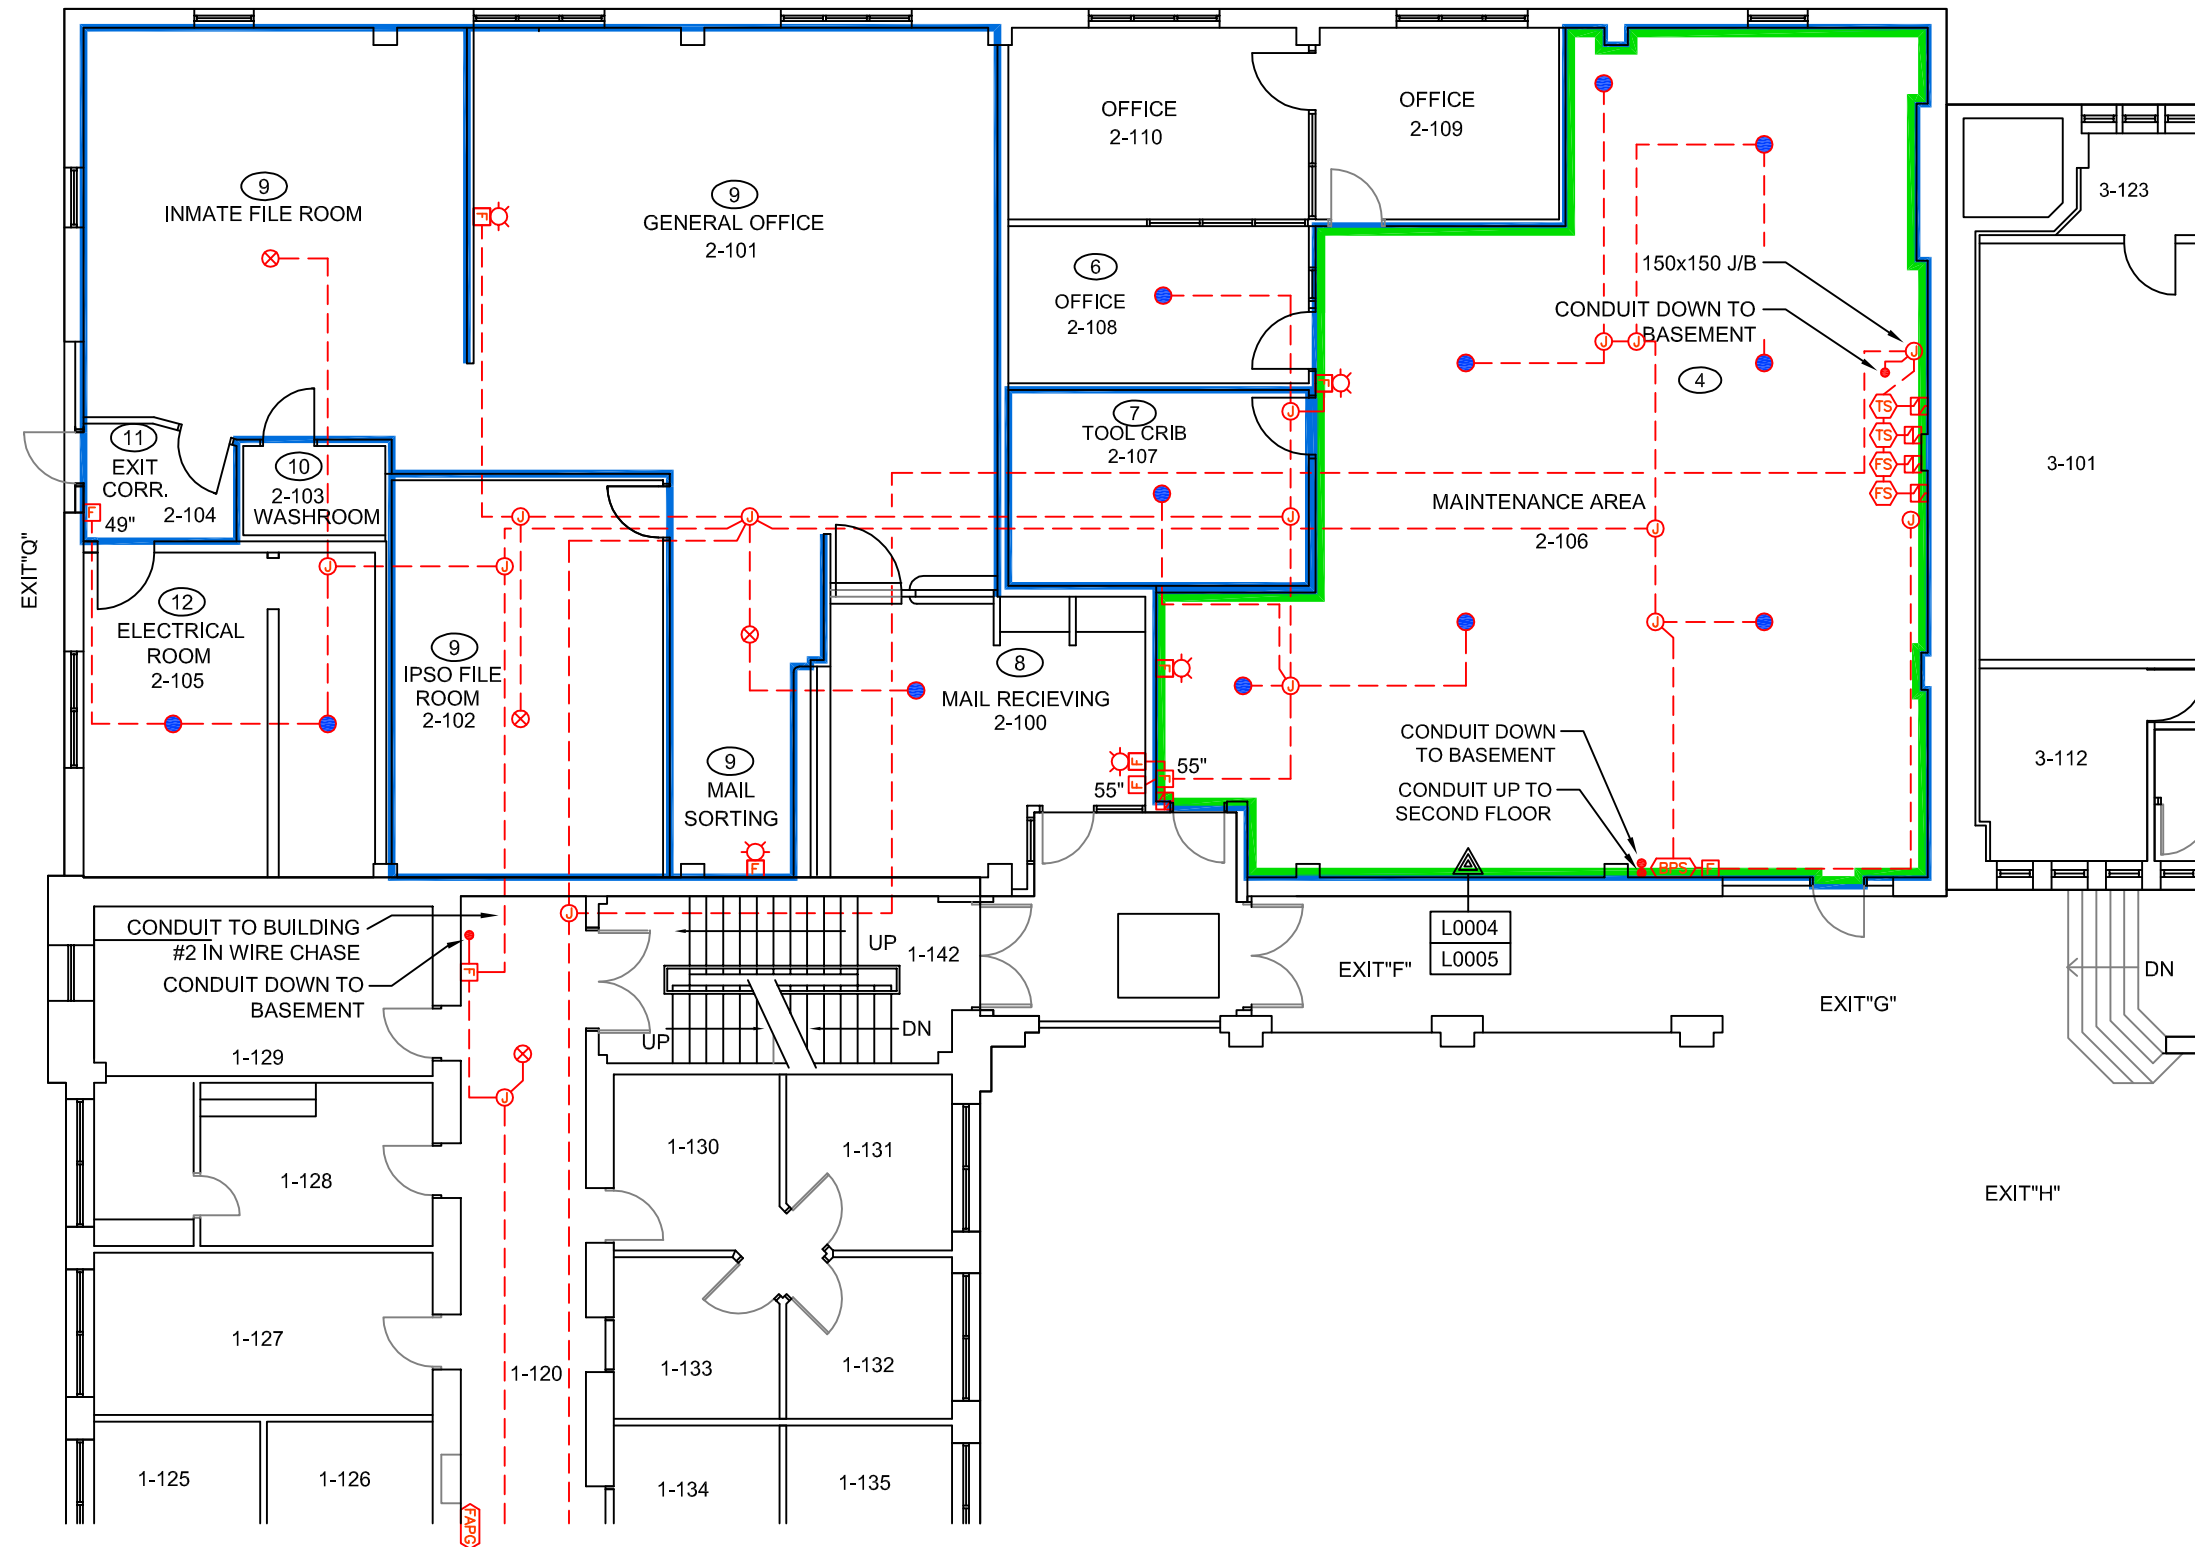 OFFICE
2-110
OFFICE
2-109
9
INMATE FILE ROOM
9
GENERAL OFFICE
2-101
F
3-123
6
OFFICE
2-108
150x150 J/B
CONDUIT DOWN TO
BASEMENT
J
J
J
4
F
TS
TS
FS
FS
J
7
TOOL CRIB
2-107
J
11
EXIT
CORR.
2-104
F
49"
10
2-103
WASHROOM
3-101
MAINTENANCE AREA
2-106
J
J
J
J
J
J
J
EXIT"Q"
12
ELECTRICAL
ROOM
2-105
9
IPSO FILE
ROOM
2-102
8
MAIL RECIEVING
2-100
J
F
J
9
MAIL
SORTING
F
F
55"
F
55"
F
CONDUIT DOWN
TO BASEMENT
CONDUIT UP TO
SECOND FLOOR
3-112
BPS
F
CONDUIT TO BUILDING
#2 IN WIRE CHASE
CONDUIT DOWN TO
BASEMENT
F
J
UP
1-142
L0004
L0005
EXIT"F"
EXIT"G"
DN
UP
DN
1-129
J
1-130
1-131
1-128
EXIT"H"
1-127
1-120
1-133
1-132
1-125
1-126
1-134
1-135
FAPG